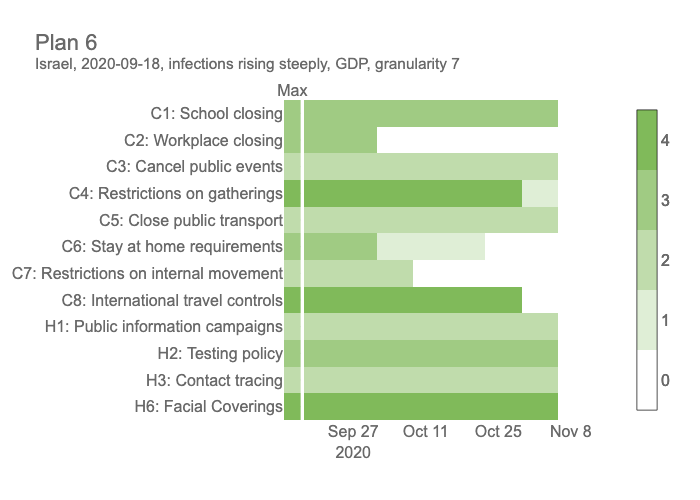 Plan 6
Israel, 2020-09-18, infections rising steeply, GDP, granularity 7
Max
C1: School closing
C2: Workplace closing
C3: Cancel public events
C4: Restrictions on gatherings
C5: Close public transport
C6: Stay at home requirements
C7: Restrictions on internal movement
C8: International travel controls
H1: Public information campaigns
H2: Testing policy
H3: Contact tracing
H6: Facial Coverings
Sep 27 Oct 11 Oct 25 Nov 8
2020
4
3
2
1
0